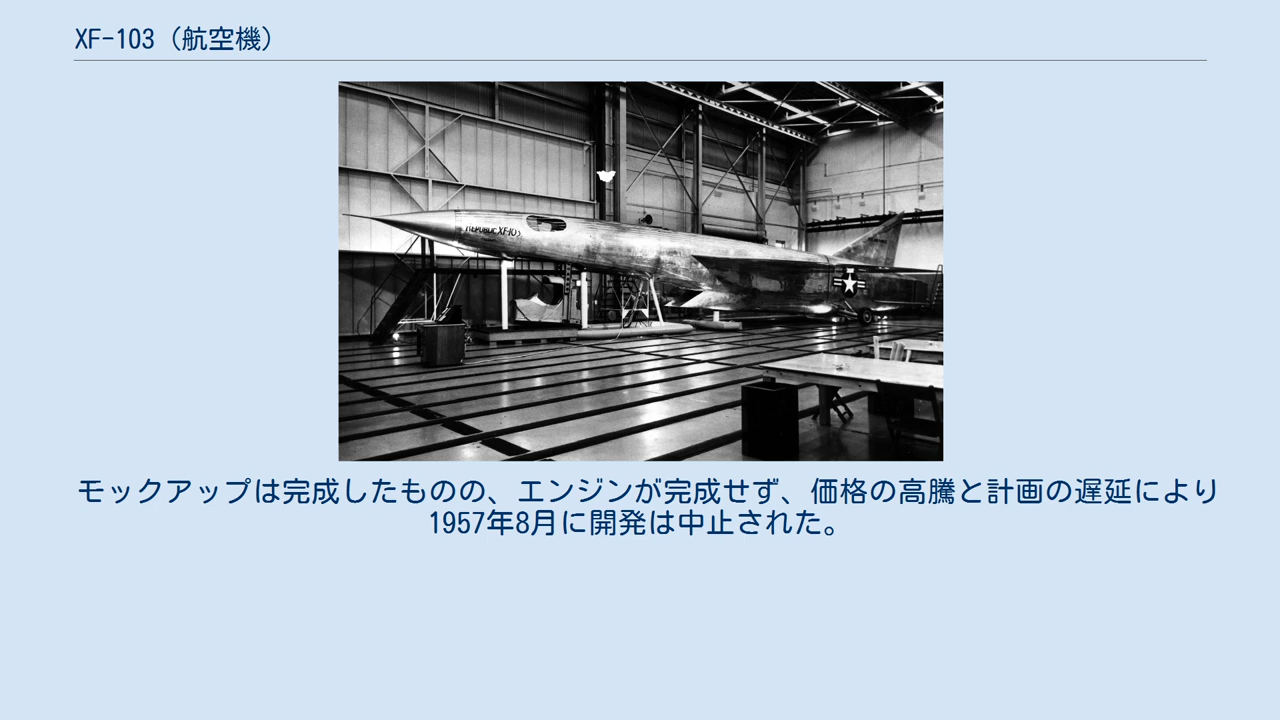 XF-103（航空機）
REPUBLIC XF-103
モックアップは完成したものの、エンジンが完成せず、価格の高騰と計画の遅延により
1957年8月に開発は中止された。